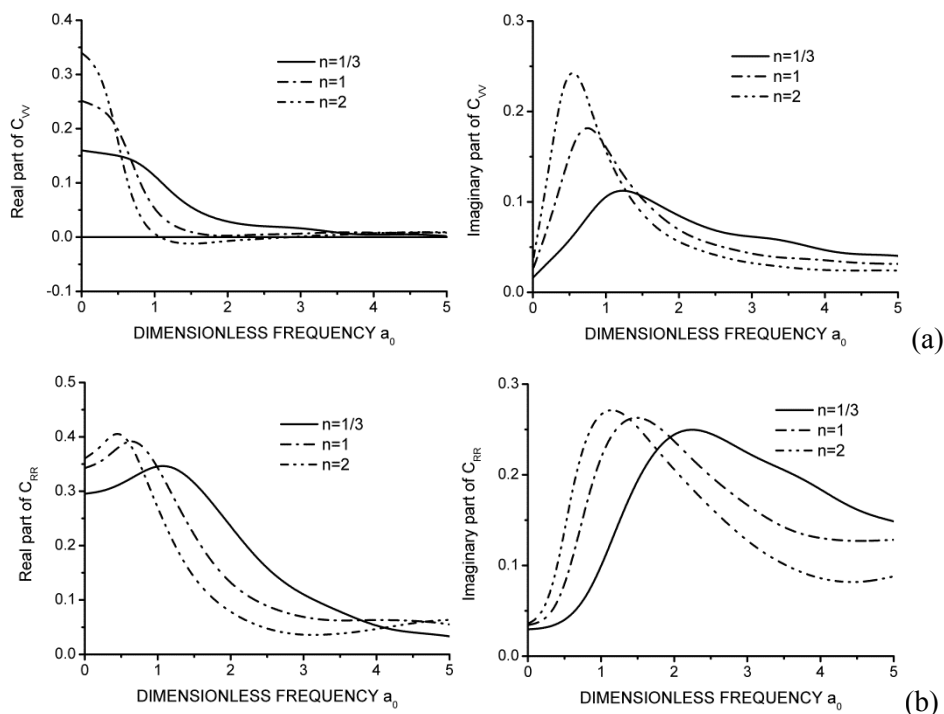 Real part of C_VV
0.4
0.3
0.2
0.1
0.0
-0.1
0 1 2 3 4 5
DIMENSIONLESS FREQUENCY a_0
n=1/3
n=1
n=2
Imaginary part of C_VV
0.3
0.2
0.1
0.0
0 1 2 3 4 5
DIMENSIONLESS FREQUENCY a_0
n=1/3
n=1
n=2
(a)
Real part of C_RR
0.5
0.4
0.3
0.2
0.1
0.0
0 1 2 3 4 5
DIMENSIONLESS FREQUENCY a_0
n=1/3
n=1
n=2
Imaginary part of C_RR
0.3
0.2
0.1
0.0
0 1 2 3 4 5
DIMENSIONLESS FREQUENCY a_0
n=1/3
n=1
n=2
(b)